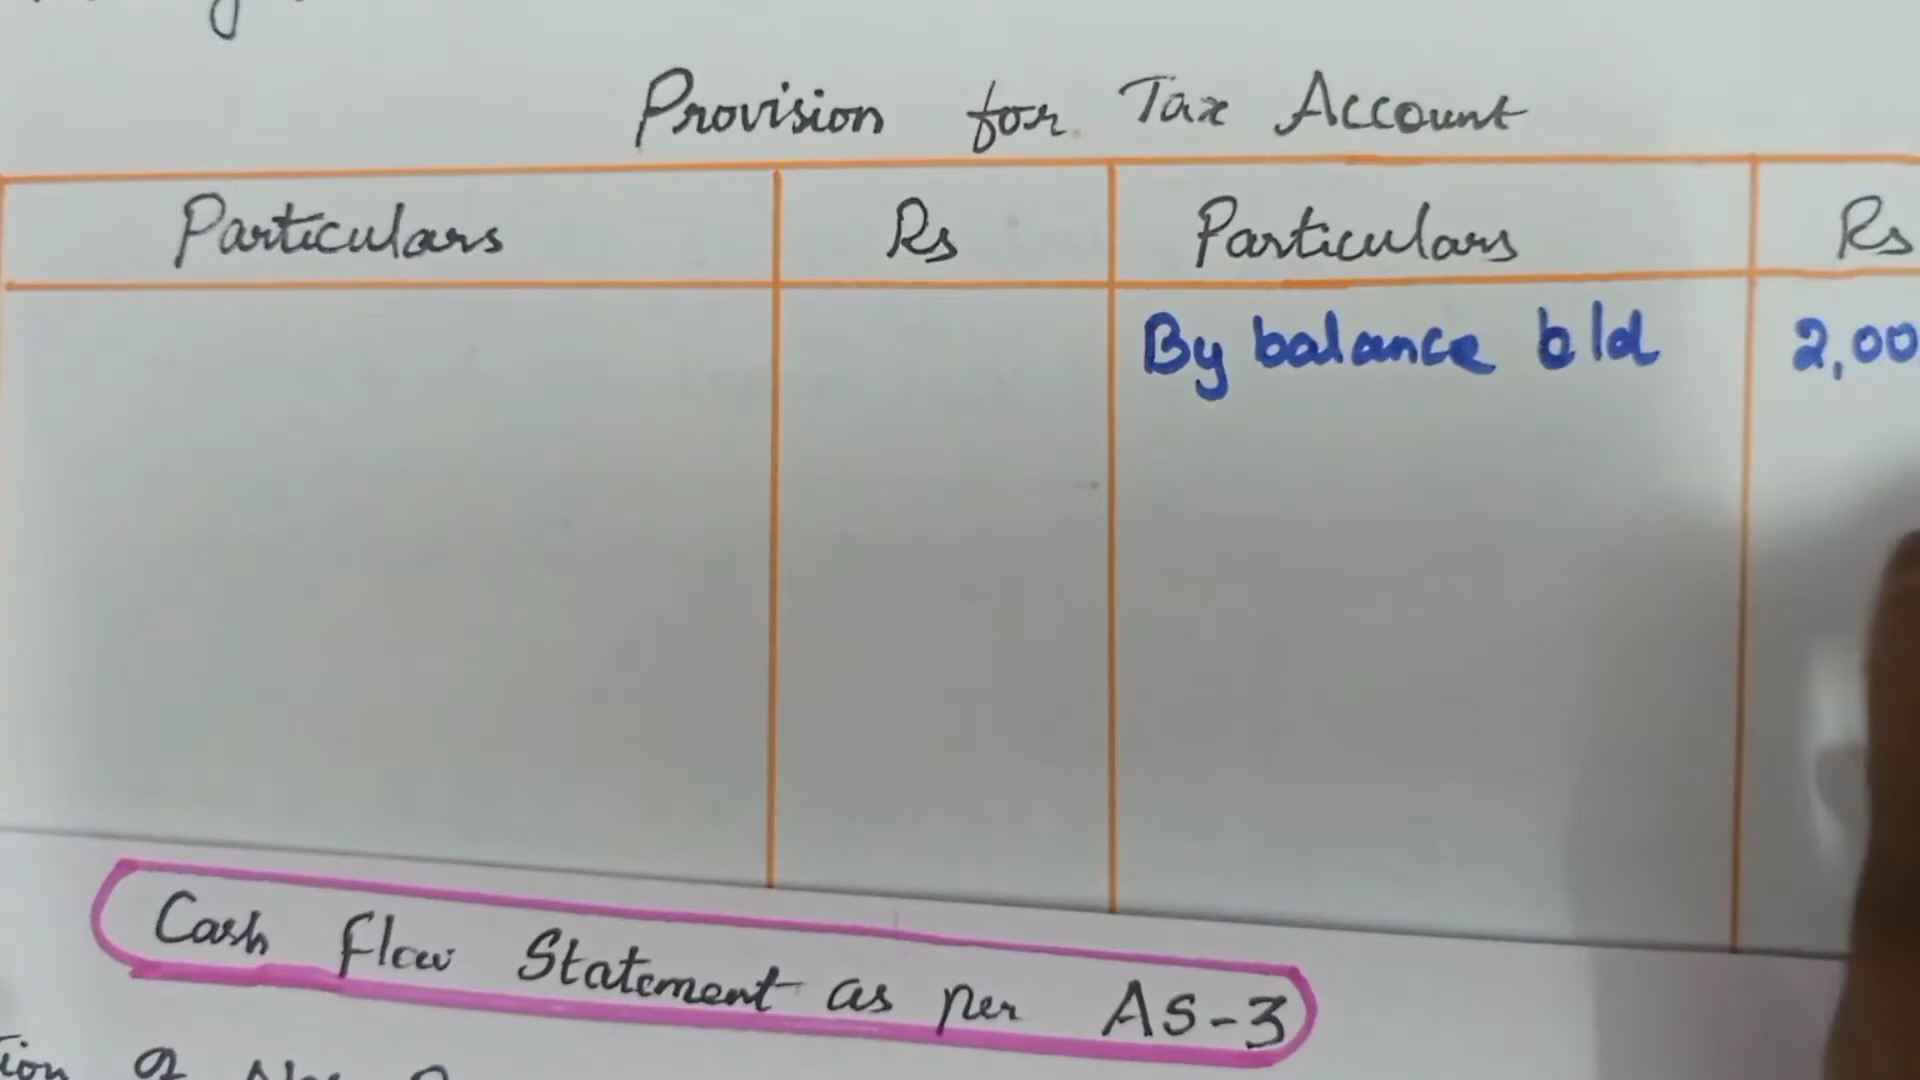 Provision for Tax Account
Particulars Rs Particulars Rs
By balance b/d 2,00
Cash flow Statement as per AS-3
of